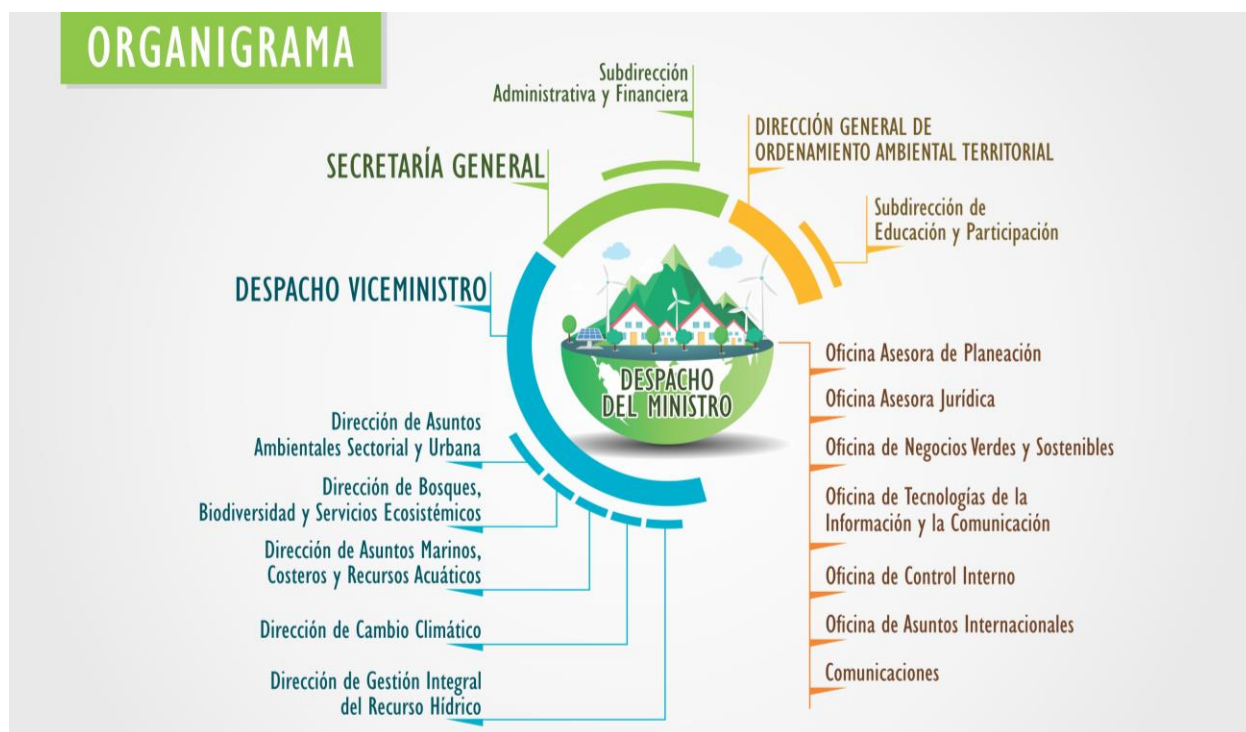 ORGANIGRAMA
Subdirección
Administrativa y Financiera
SECRETARÍA GENERAL
DIRECCIÓN GENERAL DE
ORDENAMIENTO AMBIENTAL TERRITORIAL
Subdirección de
Educación y Participación
DESPACHO VICEMINISTRO
DESPACHO
DEL MINISTRO
Dirección de Asuntos
Ambientales Sectorial y Urbana
Dirección de Bosques,
Biodiversidad y Servicios Ecosistémicos
Dirección de Asuntos Marinos,
Costeros y Recursos Acuáticos
Dirección de Cambio Climático
Dirección de Gestión Integral
del Recurso Hídrico
Oficina Asesora de Planeación
Oficina Asesora Jurídica
Oficina de Negocios Verdes y Sostenibles
Oficina de Tecnologías de la
Información y la Comunicación
Oficina de Control Interno
Oficina de Asuntos Internacionales
Comunicaciones